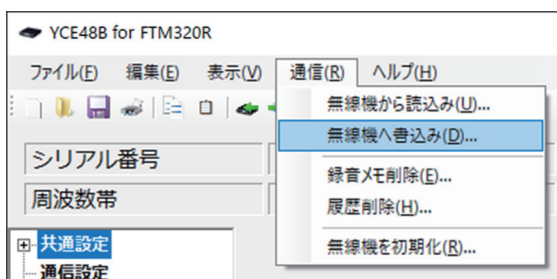 YCE48B for FTM320R
ファイル(F) 編集(E) 表示(V) 通信(R) ヘルプ(H)
無線機から読込み(U)...
無線機へ書込み(D)...
録音メモ削除(E)...
履歴削除(H)...
無線機を初期化(R)...
シリアル番号
周波数帯
共通設定
通信設定